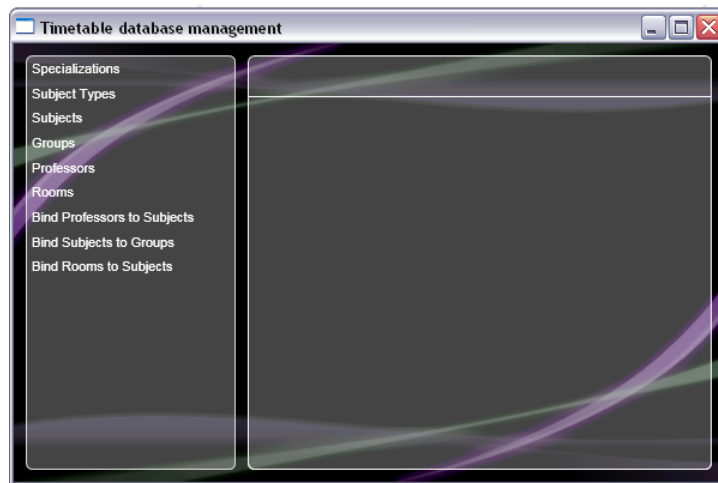 Timetable database management
Specializations
Subject Types
Subjects
Groups
Professors
Rooms
Bind Professors to Subjects
Bind Subjects to Groups
Bind Rooms to Subjects